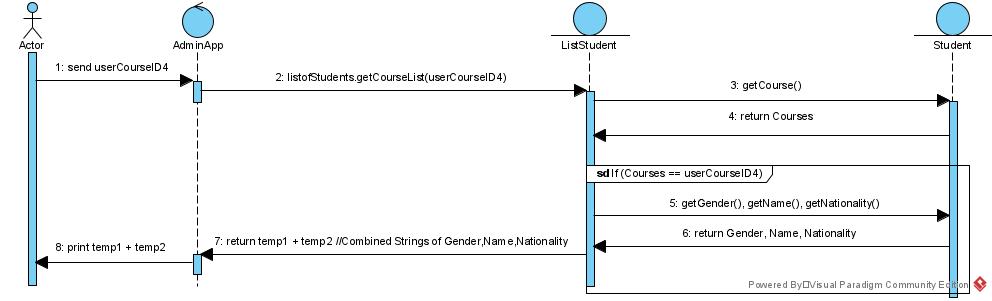 Actor
AdminApp
ListStudent
Student
1: send userCourseID4
2: listofStudents.getCourseList(userCourseID4)
3: getCourse()
4: return Courses
sd If (Courses == userCourseID4)
5: getGender(), getName(), getNationality()
6: return Gender, Name, Nationality
7: return temp1 + temp2 //Combined Strings of Gender,Name,Nationality
8: print temp1 + temp2
Powered By Visual Paradigm Community Edition